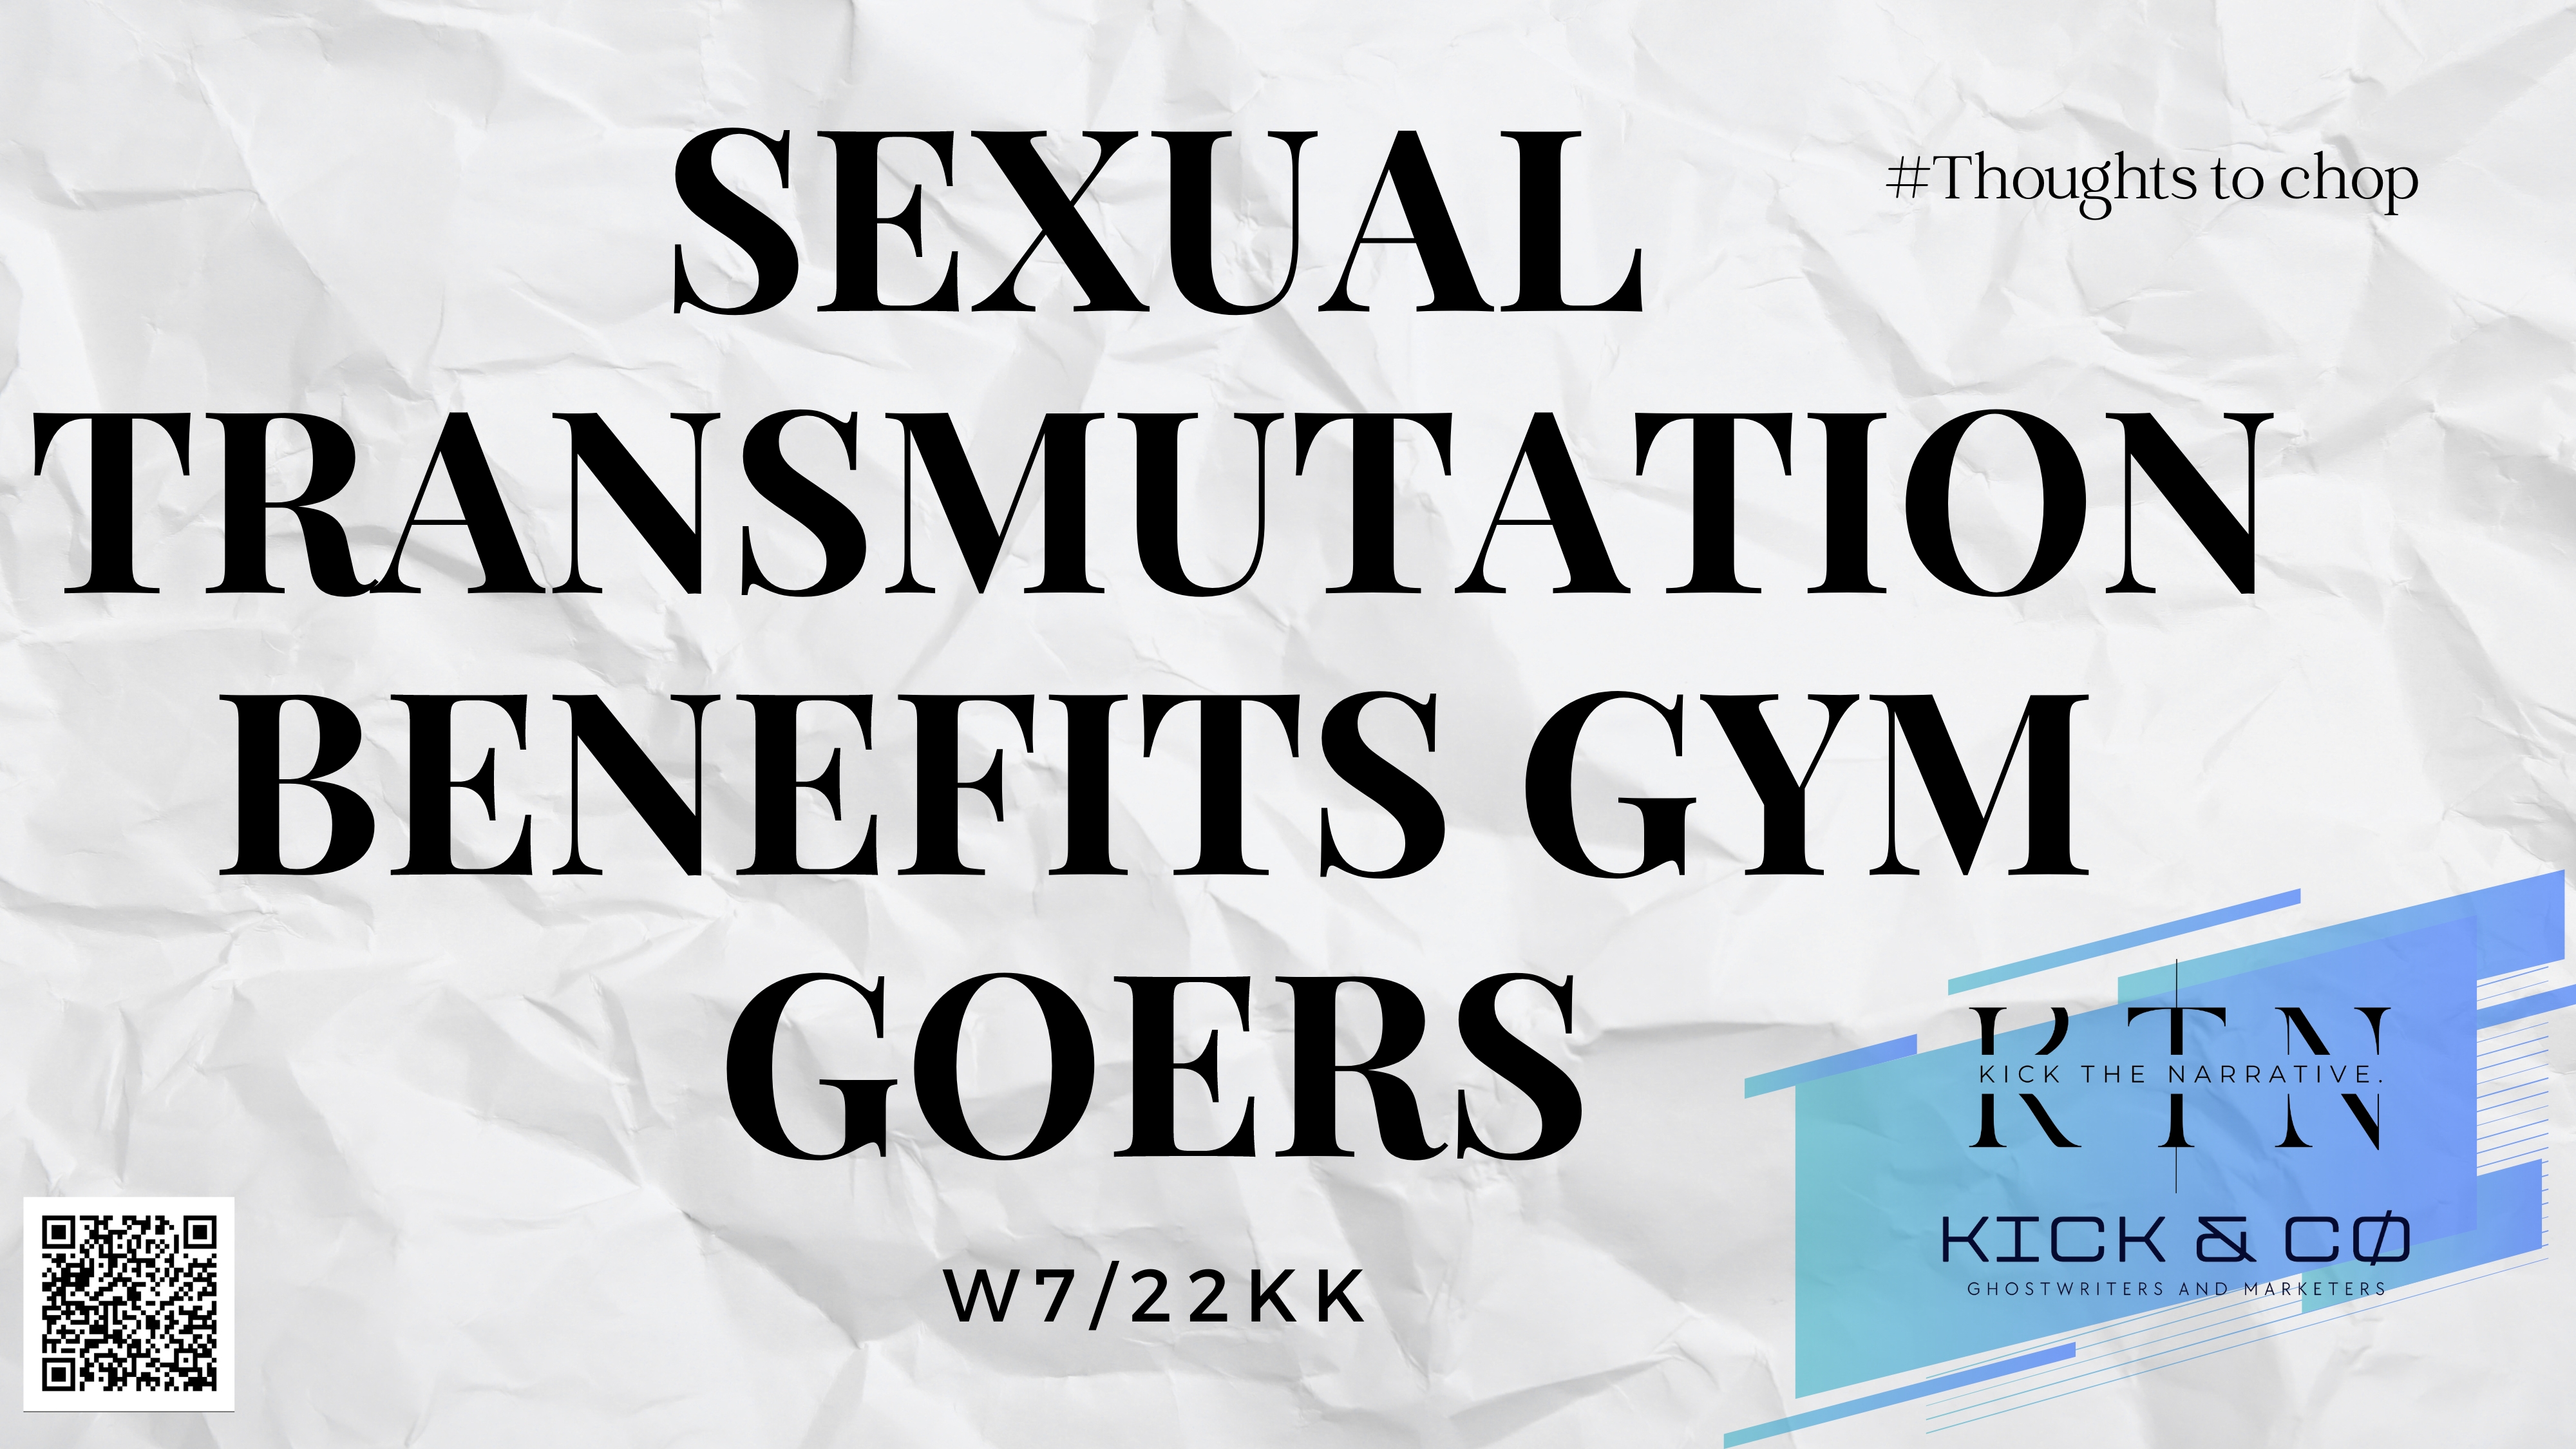 #Thoughts to chop
SEXUAL
TRANSMUTATION
BENEFITS GYM
GOERS
W7/22KK
KTN
KICK THE NARRATIVE.
KICK & CØ
GHOSTWRITERS AND MARKETERS